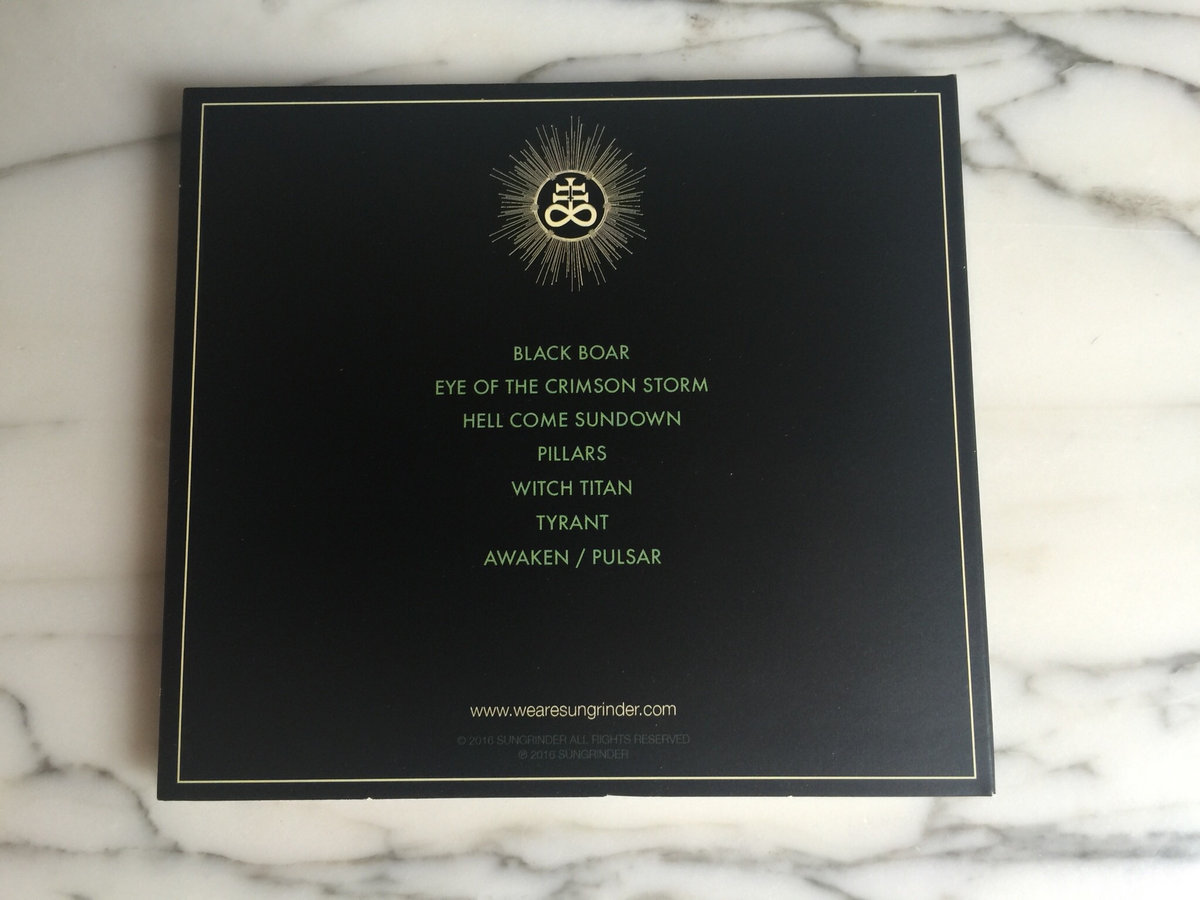 BLACK BOAR
EYE OF THE CRIMSON STORM
HELL COME SUNDOWN
PILLARS
WITCH TITAN
TYRANT
AWAKEN / PULSAR
www.wearesungrinder.com
© 2016 SUNGRINDER ALL RIGHTS RESERVED
℗ 2016 SUNGRINDER